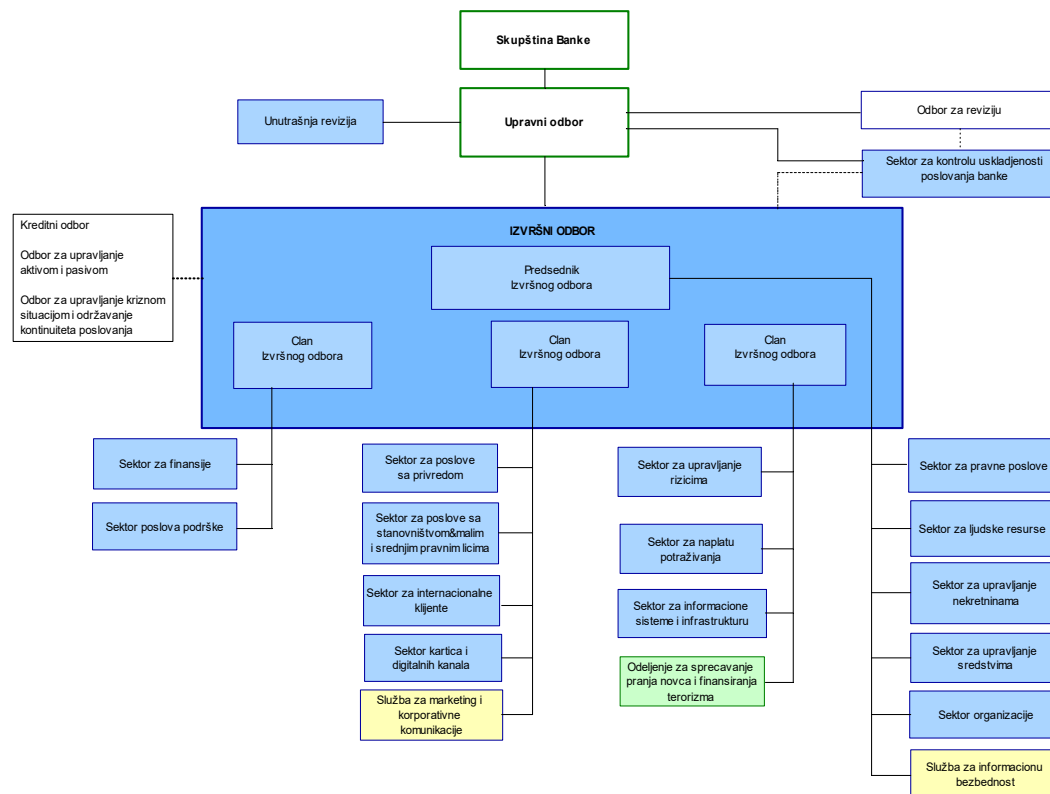 Skupština Banke
Unutrašnja revizija
Upravni odbor
Odbor za reviziju
Sektor za kontrolu uskladjenosti
poslovanja banke
Kreditni odbor
Odbor za upravljanje
aktivom i pasivom
Odbor za upravljanje kriznom
situacijom i održavanje
kontinuiteta poslovanja
IZVRŠNI ODBOR
Predsednik
Izvršnog odbora
Clan
Izvršnog odbora
Clan
Izvršnog odbora
Clan
Izvršnog odbora
Sektor za finansije
Sektor poslova podrške
Sektor za poslove
sa privredom
Sektor za poslove sa
stanovništvom&malim
i srednjim pravnim licima
Sektor za internacionalne
klijente
Sektor kartica i
digitalnih kanala
Služba za marketing i
korporativne
komunikacije
Sektor za upravljanje
rizicima
Sektor za naplatu
potraživanja
Sektor za informacione
sisteme i infrastrukturu
Odeljenje za sprecavanje
pranja novca i finansiranja
terorizma
Sektor za pravne poslove
Sektor za ljudske resurse
Sektor za upravljanje
nekretninama
Sektor za upravljanje
sredstvima
Sektor organizacije
Služba za informacionu
bezbednost